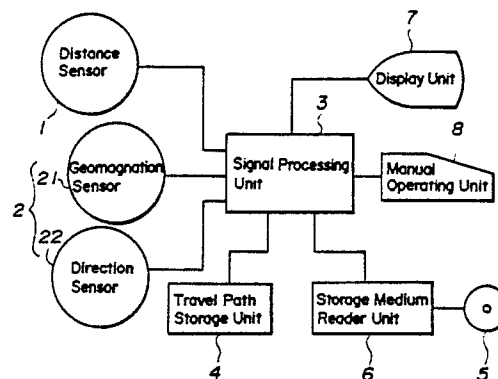 Distance
Sensor
1
Geomagnation
Sensor
21
2
22
Direction
Sensor
3
Signal Processing
Unit
7
Display Unit
8
Manual
Operating Unit
Travel Path
Storage Unit
4
Storage Medium
Reader Unit
6
5